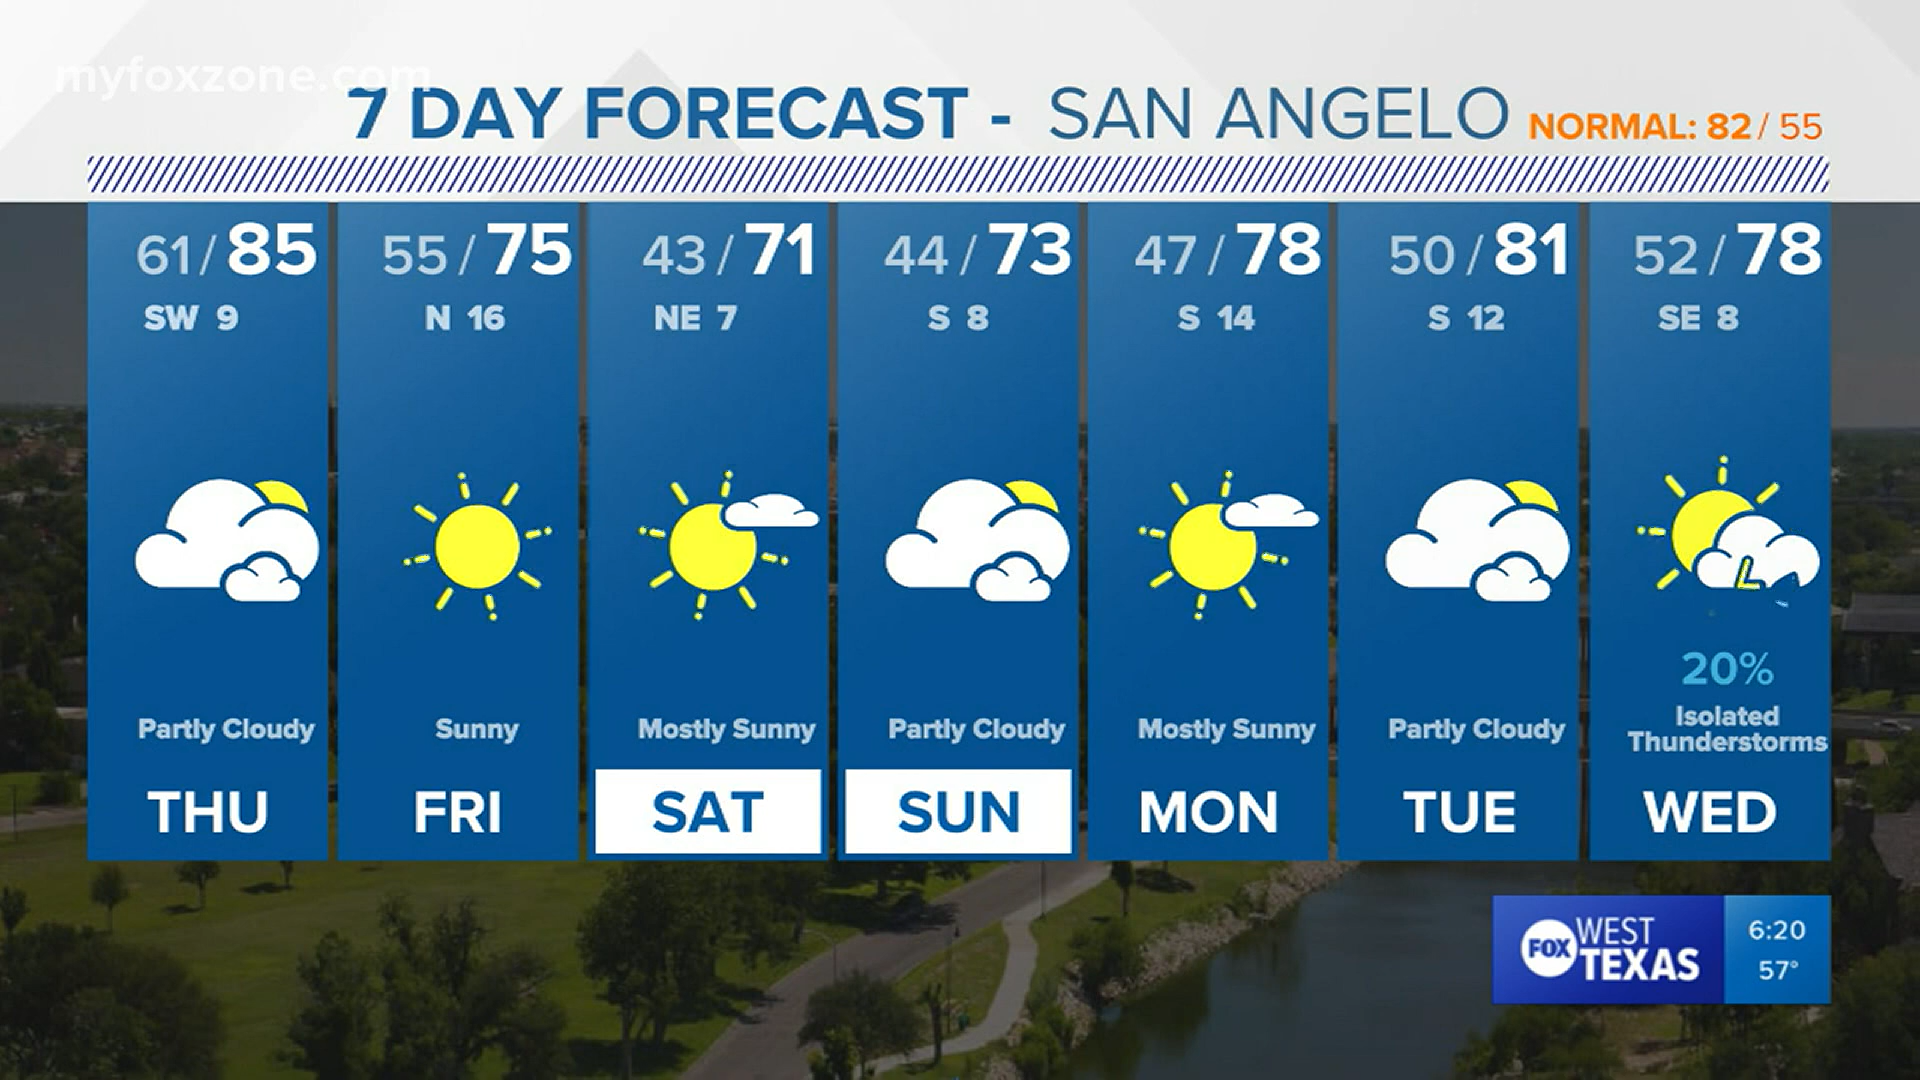 myfoxzone.com
7 DAY FORECAST - SAN ANGELO NORMAL: 82 / 55
61 / 85
SW 9
Partly Cloudy
THU
55 / 75
N 16
Sunny
FRI
43 / 71
NE 7
Mostly Sunny
SAT
44 / 73
S 8
Partly Cloudy
SUN
47 / 78
S 14
Mostly Sunny
MON
50 / 81
S 12
Partly Cloudy
TUE
52 / 78
SE 8
20%
Isolated
Thunderstorms
WED
FOX WEST TEXAS
6:20
57°